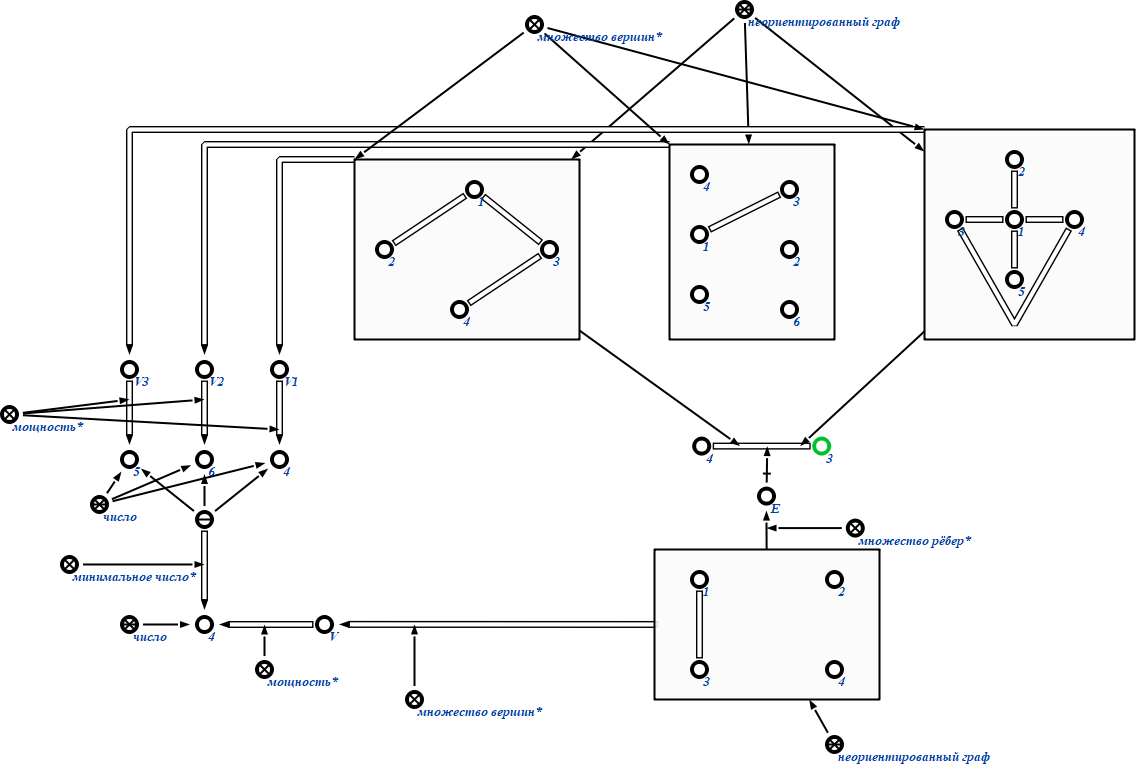 неориентированный граф
множество вершин*
1
2
3
4
4
3
1
2
5
6
2
3
1
4
5
V3
V2
V1
мощность*
5
6
4
4
3
число
E
множество рёбер*
минимальное число*
1
2
3
4
число
4
V
мощность*
множество вершин*
неориентированный граф